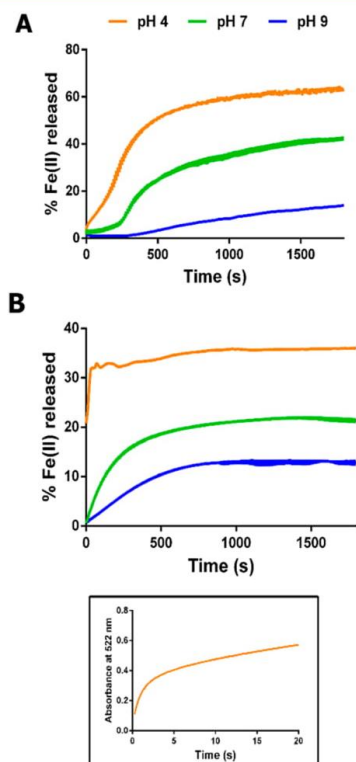 A
pH 4 pH 7 pH 9
% Fe(II) released
80
60
40
20
0
0 500 1000 1500
Time (s)
B
% Fe(II) released
40
30
20
10
0
0 500 1000 1500
Time (s)
Absorbance at 522 nm
0.8
0.6
0.4
0.2
0.0
0 5 10 15 20
Time (s)